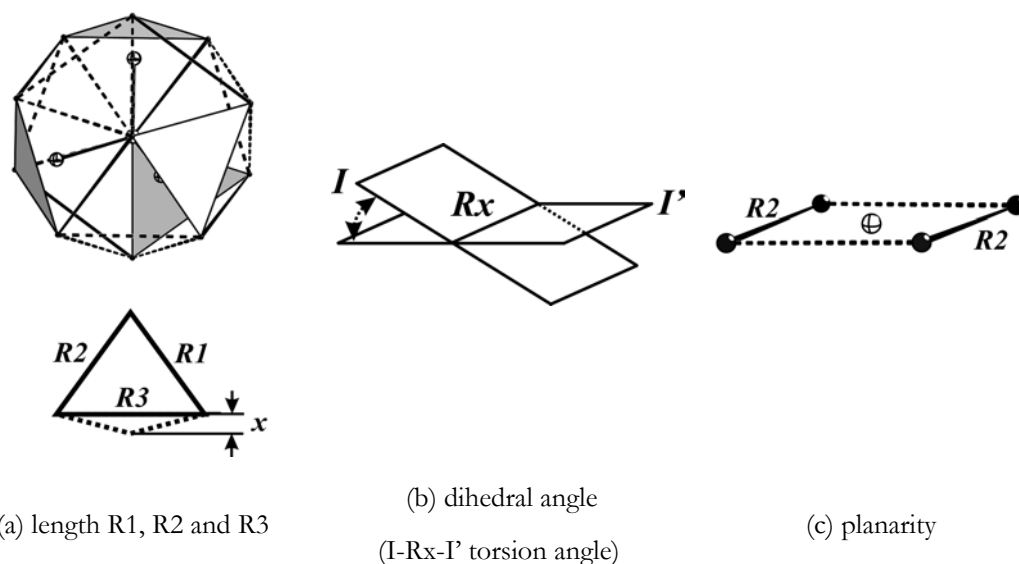 R2
R1
R3
x
(a) length R1, R2 and R3
I
Rx
I'
(b) dihedral angle
(I-Rx-I’ torsion angle)
R2
R2
(c) planarity